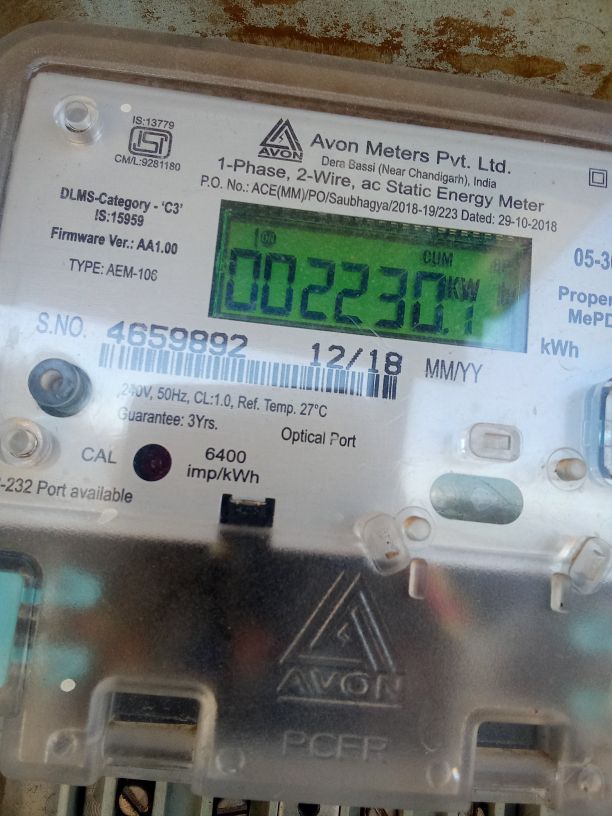 IS:13779
CM/L:9281180
AVON
Avon Meters Pvt. Ltd.
Dera Bassi (Near Chandigarh), India
1-Phase, 2-Wire, ac Static Energy Meter
P.O. No.: ACE(MM)/PO/Saubhagya/2018-19/223 Dated: 29-10-2018
DLMS-Category - 'C3'
IS:15959
Firmware Ver.: AA1.00
TYPE: AEM-106
CUM
002230.1
KW
kWh
05-30
Proper
MePD
S.NO. 4659892 12/18 MM/YY
240V, 50Hz, CL:1.0, Ref. Temp. 27°C
Guarantee: 3Yrs.
Optical Port
CAL
6400
imp/kWh
-232 Port available
AVON